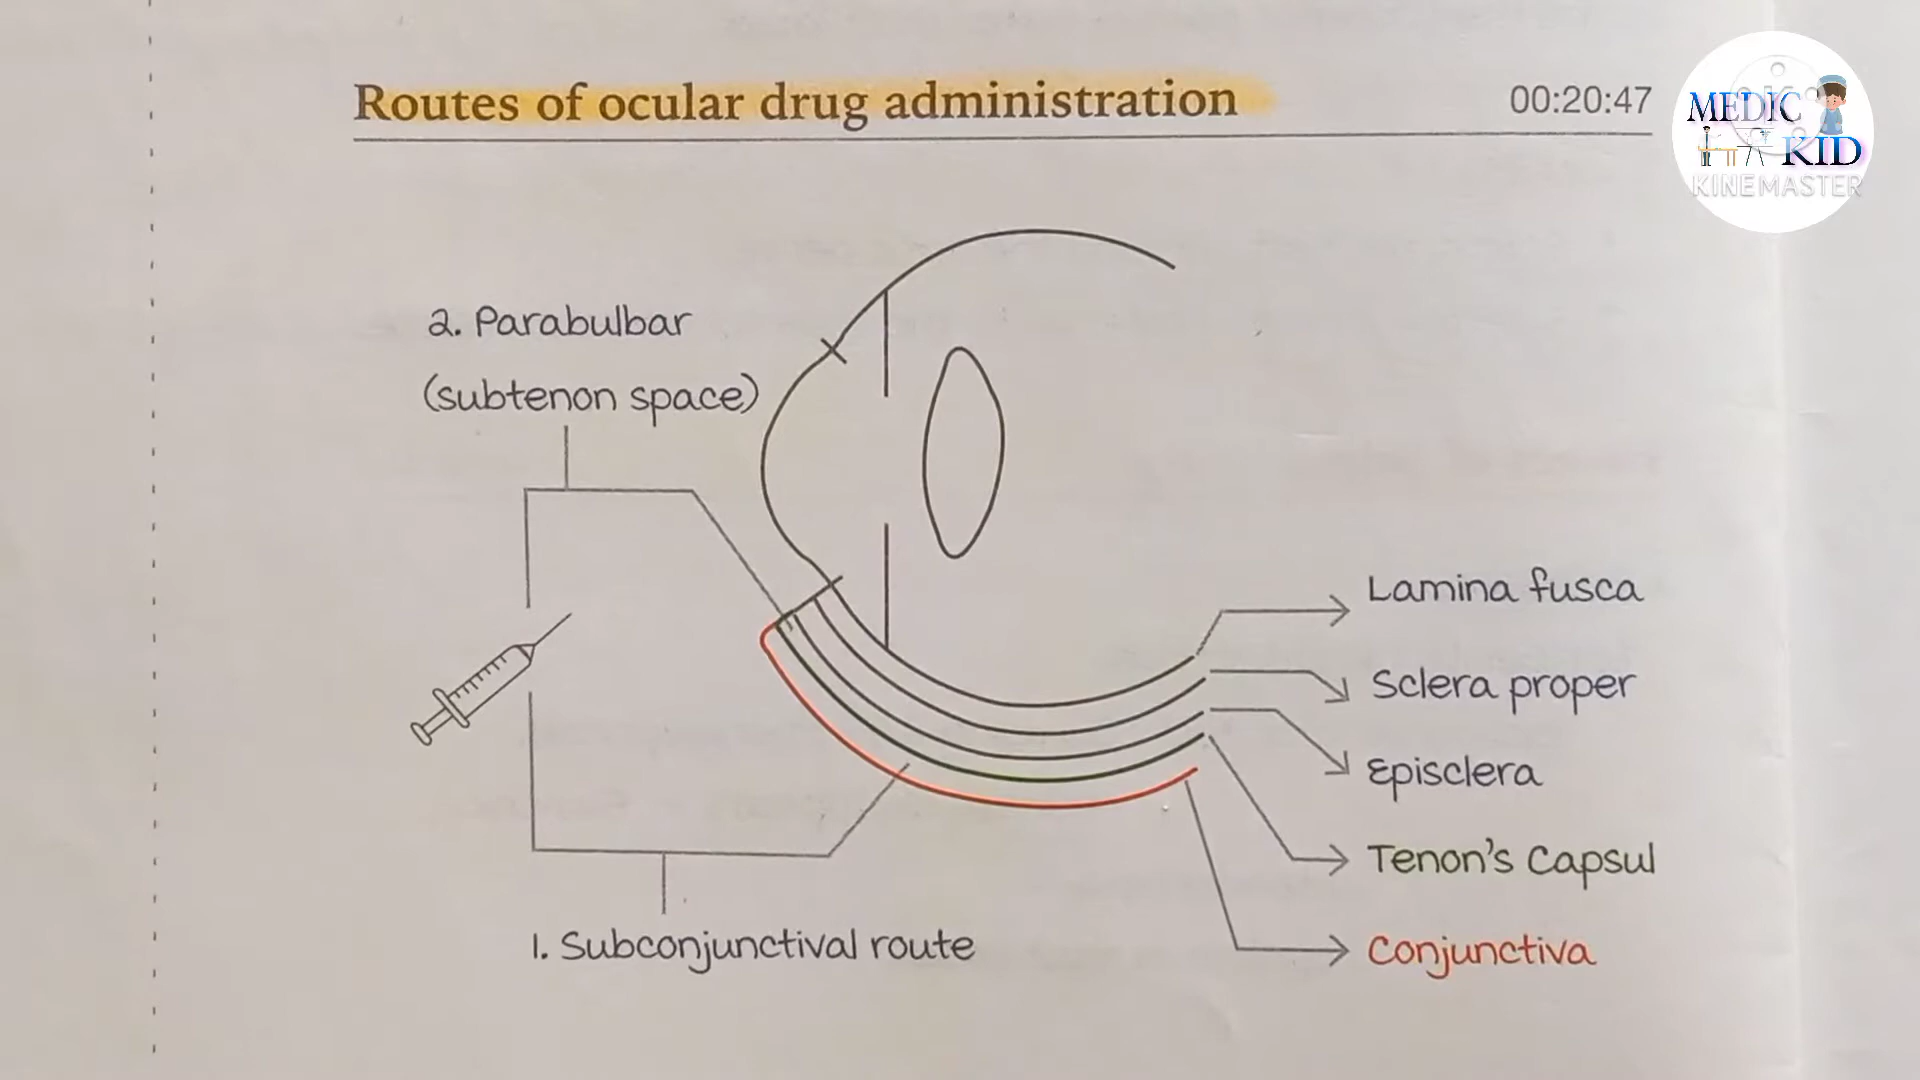 Routes of ocular drug administration
00:20:47
MEDIC
KID
KINEMASTER
2. Parabulbar
(subtenon space)
Lamina fusca
Sclera proper
Episclera
Tenon's Capsul
Conjunctiva
1. Subconjunctival route